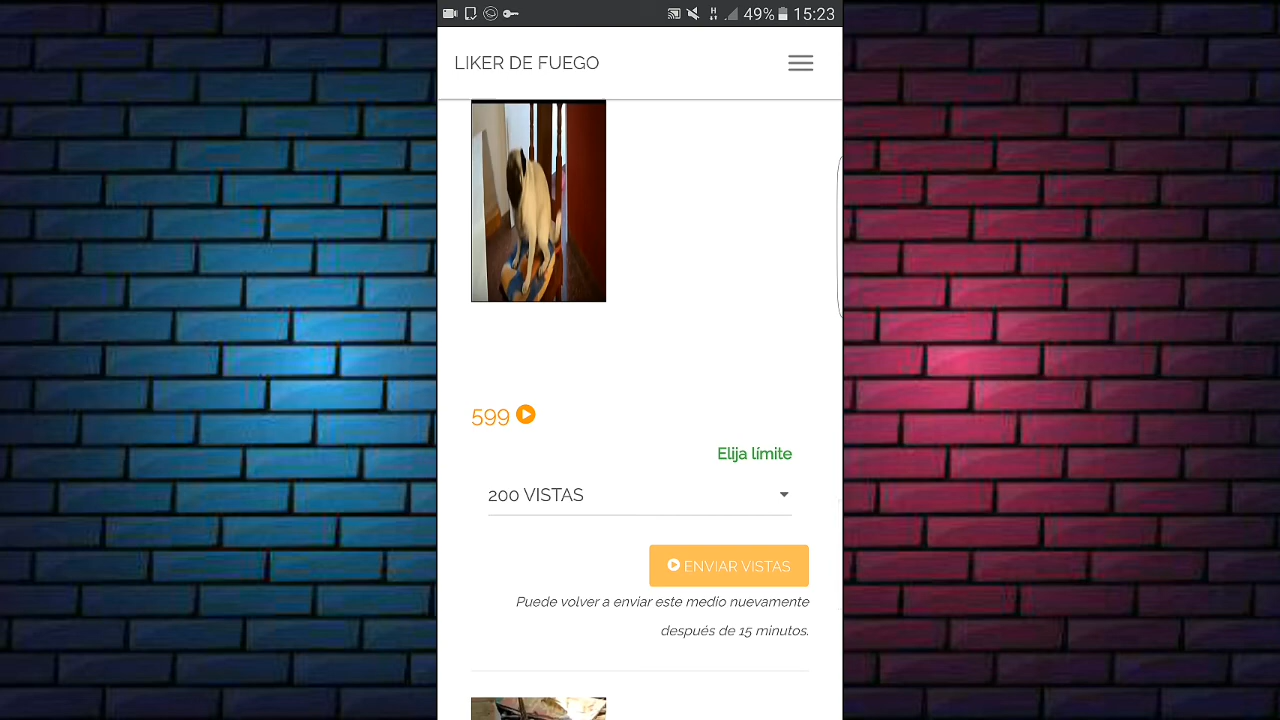 49% 15:23
LIKER DE FUEGO
599
Elija límite
200 VISTAS
ENVIAR VISTAS
Puede volver a enviar este medio nuevamente
después de 15 minutos.